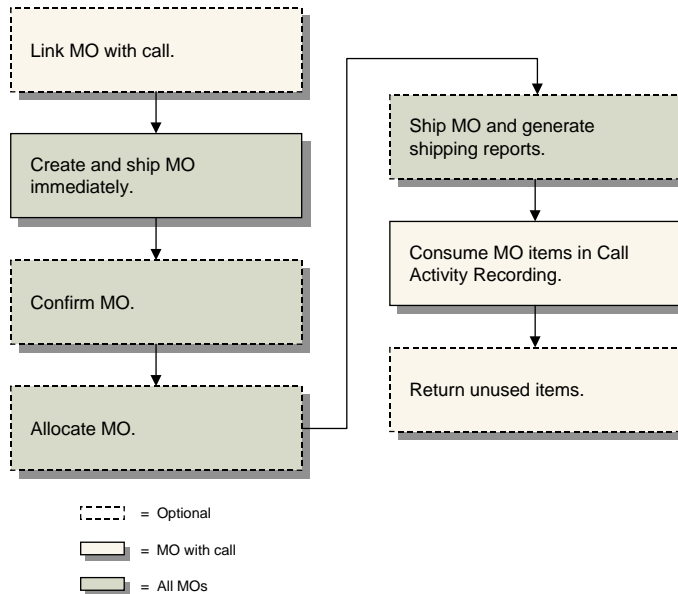 Link MO with call.
Create and ship MO
immediately.
Confirm MO.
Allocate MO.
Ship MO and generate
shipping reports.
Consume MO items in Call
Activity Recording.
Return unused items.
= Optional
= MO with call
= All MOs